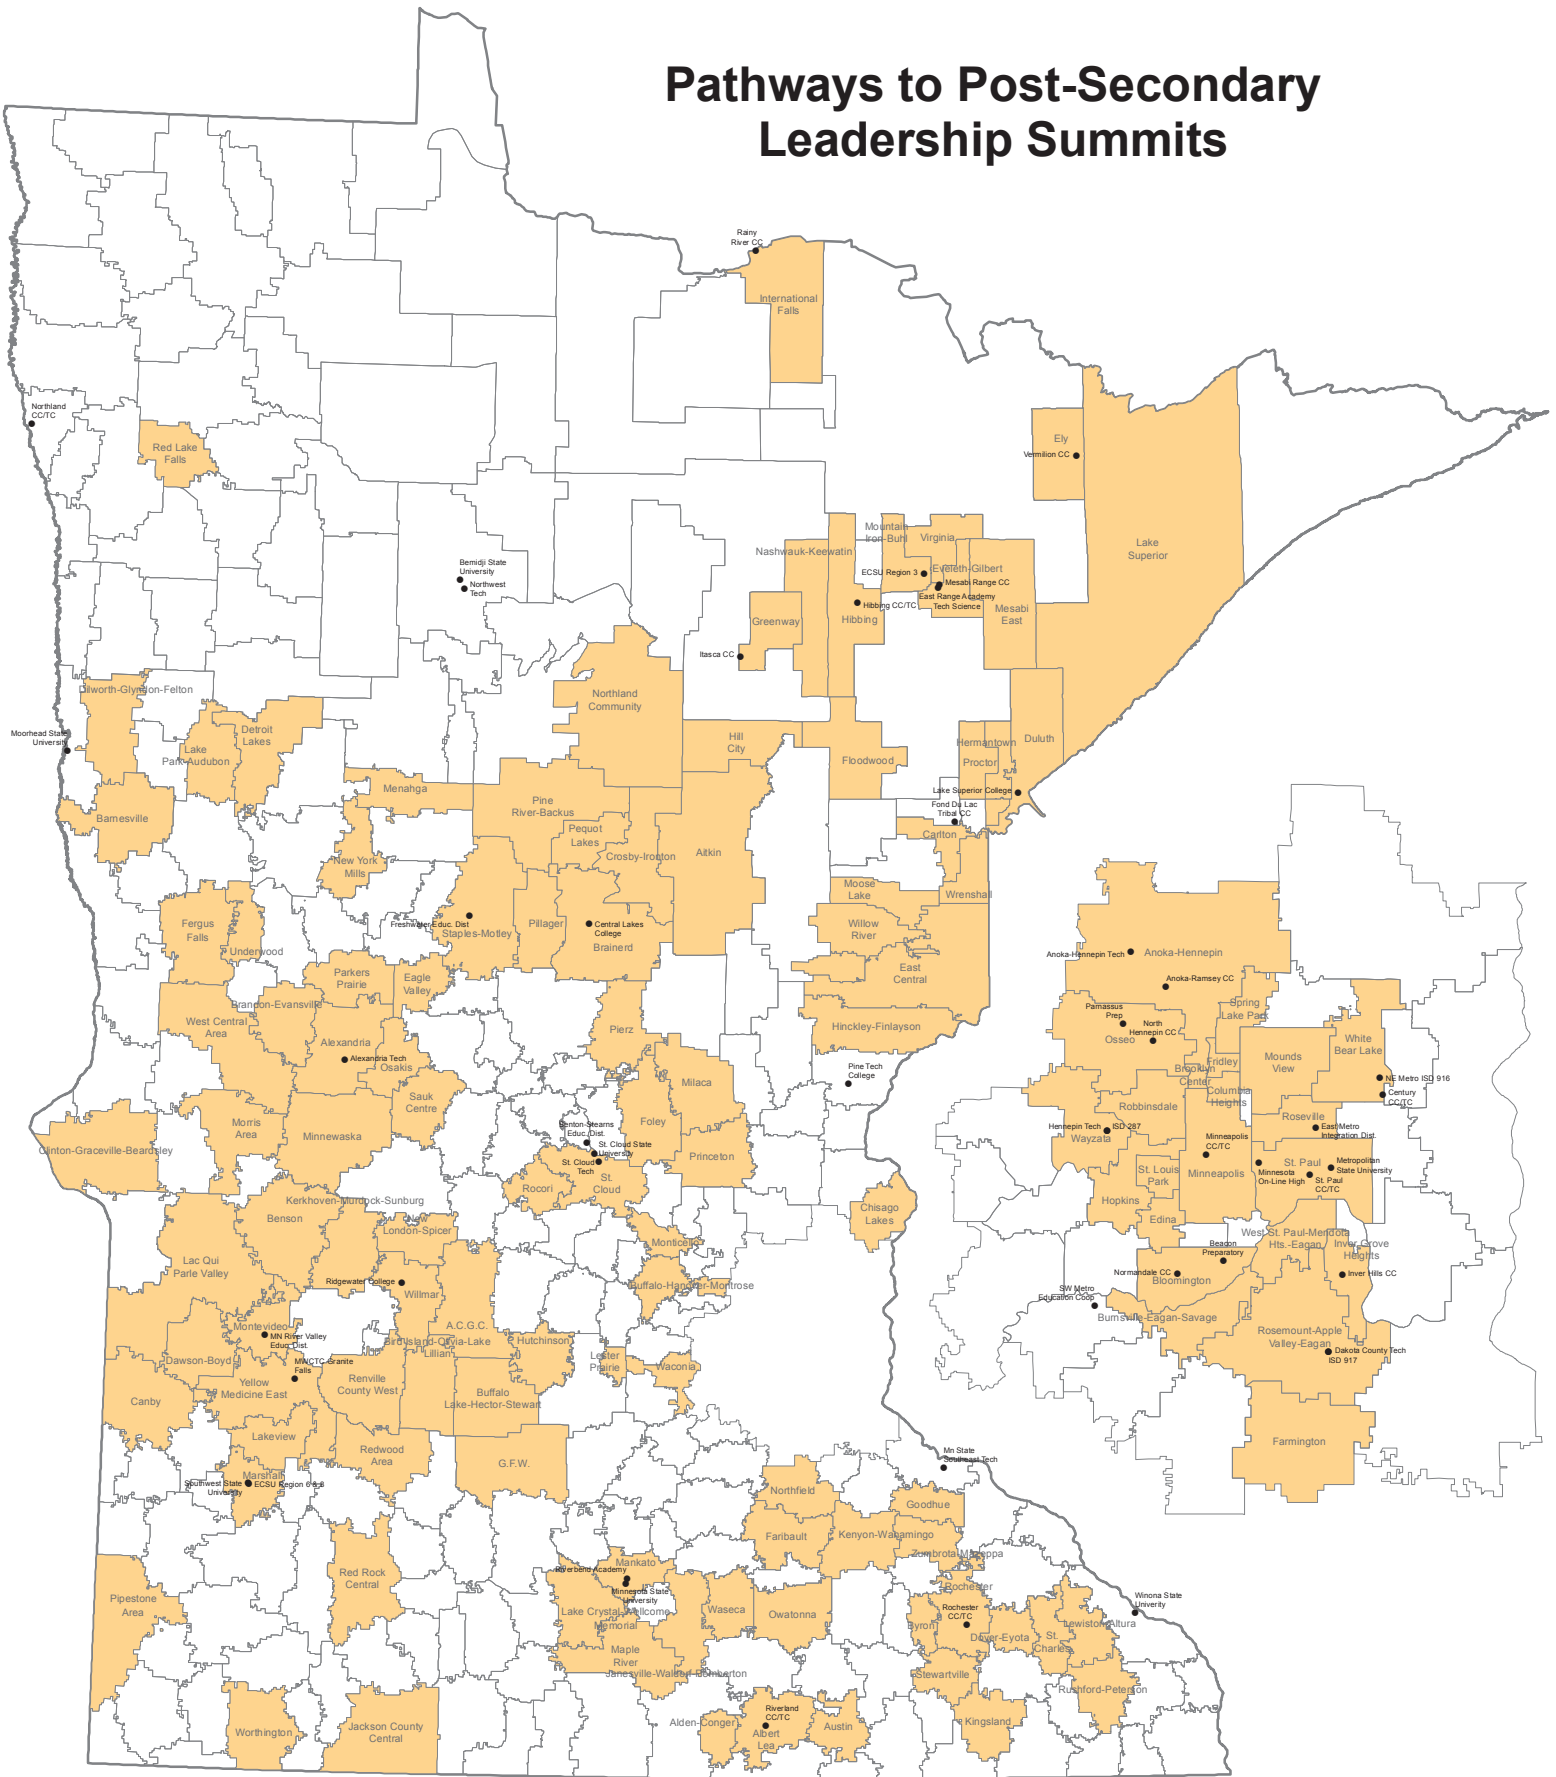 Pathways to Post-Secondary
Leadership Summits
Rainy
River CC
International
Falls
Northland
CC/TC
Red Lake
Falls
Ely
Vermilion CC
Lake
Superior
Mountain
Iron-Buhl
Virginia
Nashwauk-Keewatin
ECSU Region 3
Eveleth-Gilbert
Mesabi Range CC
East Range Academy
Tech Science
Bemidji State
University
Northwest
Tech
Hibbing CC/TC
Hibbing
Greenway
Mesabi
East
Itasca CC
Dilworth-Glyndon-Felton
Northland
Community
Moorhead State
University
Detroit
Lakes
Lake
Park-Audubon
Hill
City
Floodwood
Hermantown
Proctor
Duluth
Lake Superior College
Fond Du Lac
Tribal CC
Carlton
Barnesville
Menahga
Pine
River-Backus
Pequot
Lakes
Crosby-Ironton
Aitkin
New York
Mills
Moose
Lake
Wrenshall
Willow
River
East
Central
Hinckley-Finlayson
Fergus
Falls
Underwood
Freshwater Educ. Dist
Staples-Motley
Pillager
Central Lakes
College
Brainerd
Parkers
Prairie
Eagle
Valley
Brandon-Evansville
West Central
Area
Alexandria
Alexandria Tech
Osakis
Pierz
Pine Tech
College
Sauk
Centre
Milaca
Foley
Morris
Area
Minnewaska
Princeton
Clinton-Graceville-Beardsley
Benton-Stearns
Educ. Dist.
St. Cloud State
University
St. Cloud
Tech
St.
Cloud
Rocori
Chisago
Lakes
Kerkhoven-Murdock-Sunburg
Benson
New
London-Spicer
Monticello
Lac Qui
Parle Valley
Ridgewater College
Willmar
Buffalo-Hanover-Montrose
Montevideo
MN River Valley
Educ. Dist.
A.C.G.C.
Bird Island-Olivia-Lake
Lillian
Hutchinson
Lester
Prairie
Waconia
Dawson-Boyd
MWCTC-Granite
Falls
Yellow
Medicine East
Renville
County West
Buffalo
Lake-Hector-Stewart
Canby
Lakeview
Redwood
Area
G.F.W.
Marshall
Southwest State
University
ECSU Region 6 & 8
Mn State
Southeast Tech
Northfield
Goodhue
Faribault
Kenyon-Wanamingo
Zumbrota-Mazeppa
Red Rock
Central
Mankato
Riverbend Academy
Minnesota State
University
Lake Crystal-Wellcome
Memorial
Waseca
Owatonna
Rochester
Rochester
CC/TC
Byron
Dover-Eyota
St.
Charles
Lewiston-Altura
Winona State
Univerity
Pipestone
Area
Maple
River
Janesville-Waldorf-Pemberton
Stewartville
Rushford-Peterson
Worthington
Jackson County
Central
Alden-Conger
Riverland
CC/TC
Albert
Lea
Austin
Kingsland
Anoka-Hennepin Tech
Anoka-Hennepin
Anoka-Ramsey CC
Parnassus
Prep
North
Hennepin CC
Osseo
Spring
Lake Park
White
Bear Lake
Fridley
Brooklyn
Center
Mounds
View
NE Metro ISD 916
Century
CC/TC
Columbia
Heights
Robbinsdale
Roseville
East Metro
Integration Dist.
Hennepin Tech
ISD 287
Wayzata
Minneapolis
CC/TC
Minneapolis
St. Louis
Park
Minnesota
On-Line High
St. Paul
Metropolitan
State University
St. Paul
CC/TC
Hopkins
Edina
West St. Paul-Mendota
Hts.-Eagan
Inver Grove
Heights
Beacon
Preparatory
Normandale CC
Bloomington
Inver Hills CC
SW Metro
Education Coop
Burnsville-Eagan-Savage
Rosemount-Apple
Valley-Eagan
Dakota County Tech
ISD 917
Farmington